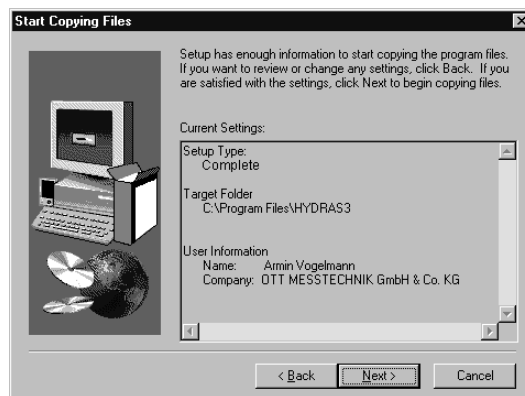 Start Copying Files
Setup has enough information to start copying the program files.
If you want to review or change any settings, click Back. If you
are satisfied with the settings, click Next to begin copying files.
Current Settings:
Setup Type:
Complete
Target Folder
C:\Program Files\HYDRAS3
User Information
Name: Armin Vogelmann
Company: OTT MESSTECHNIK GmbH & Co. KG
< Back
Next >
Cancel